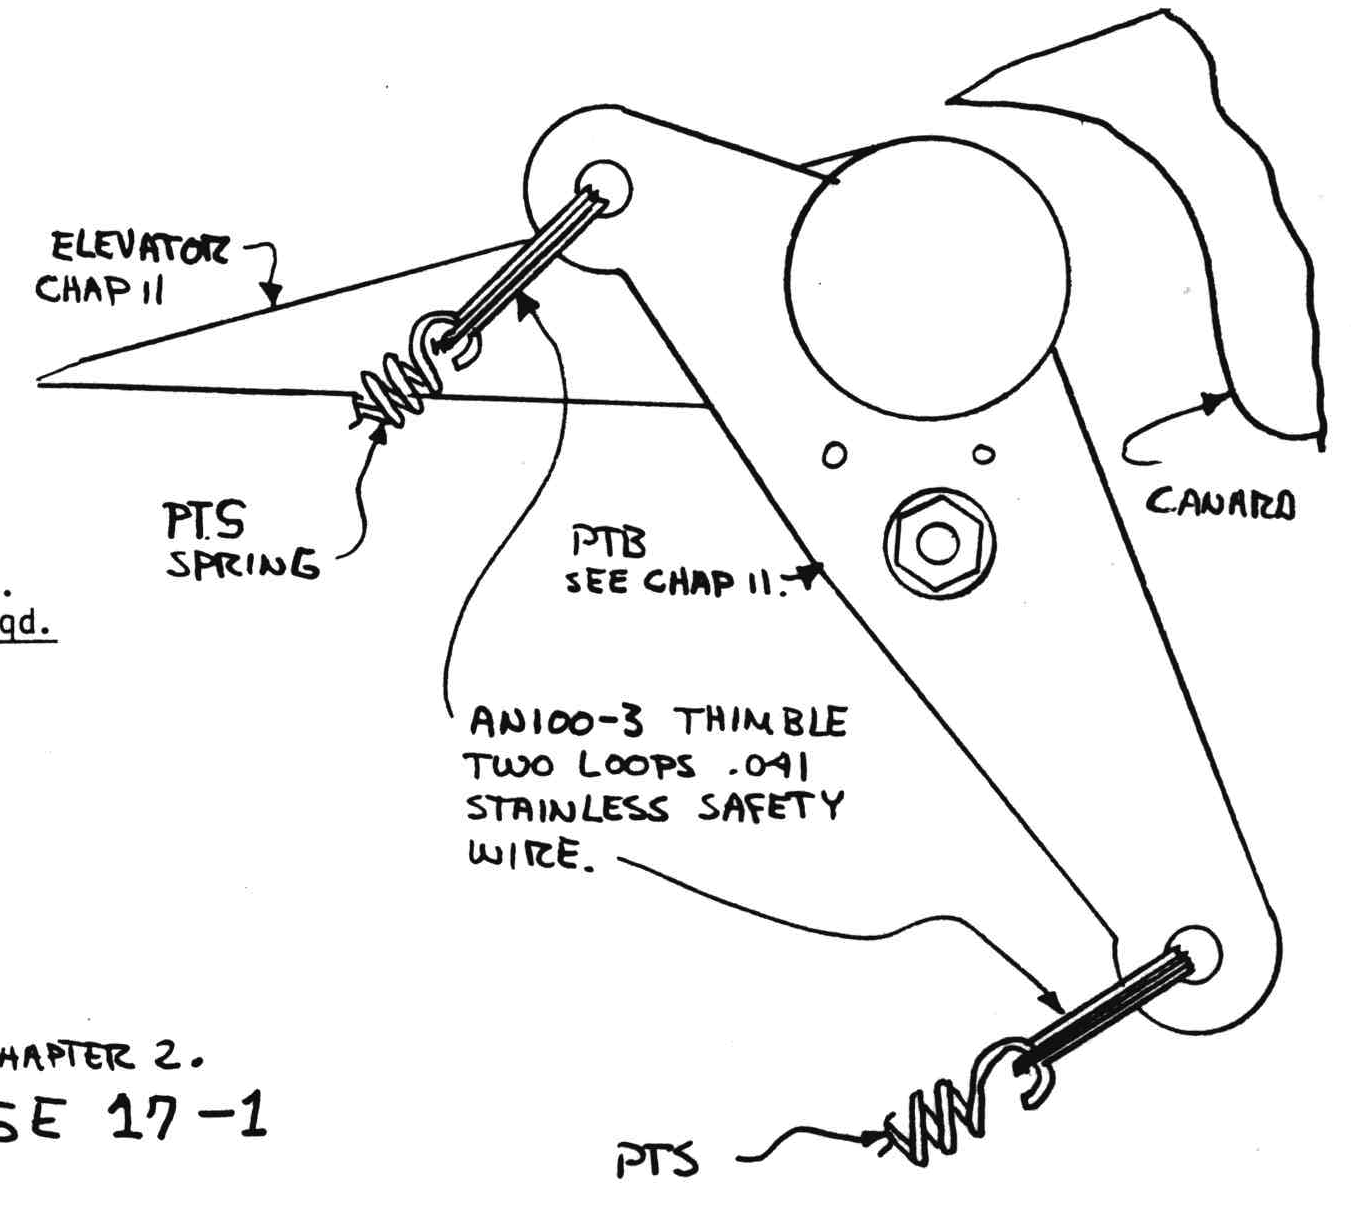 ELEVATOR
CHAP 11
PTS
SPRING
PTB
SEE CHAP 11.
CANARD
.
qd.
AN100-3 THIMBLE
TWO LOOPS .041
STAINLESS SAFETY
WIRE.
HAPTER 2.
SE 17-1
PTS